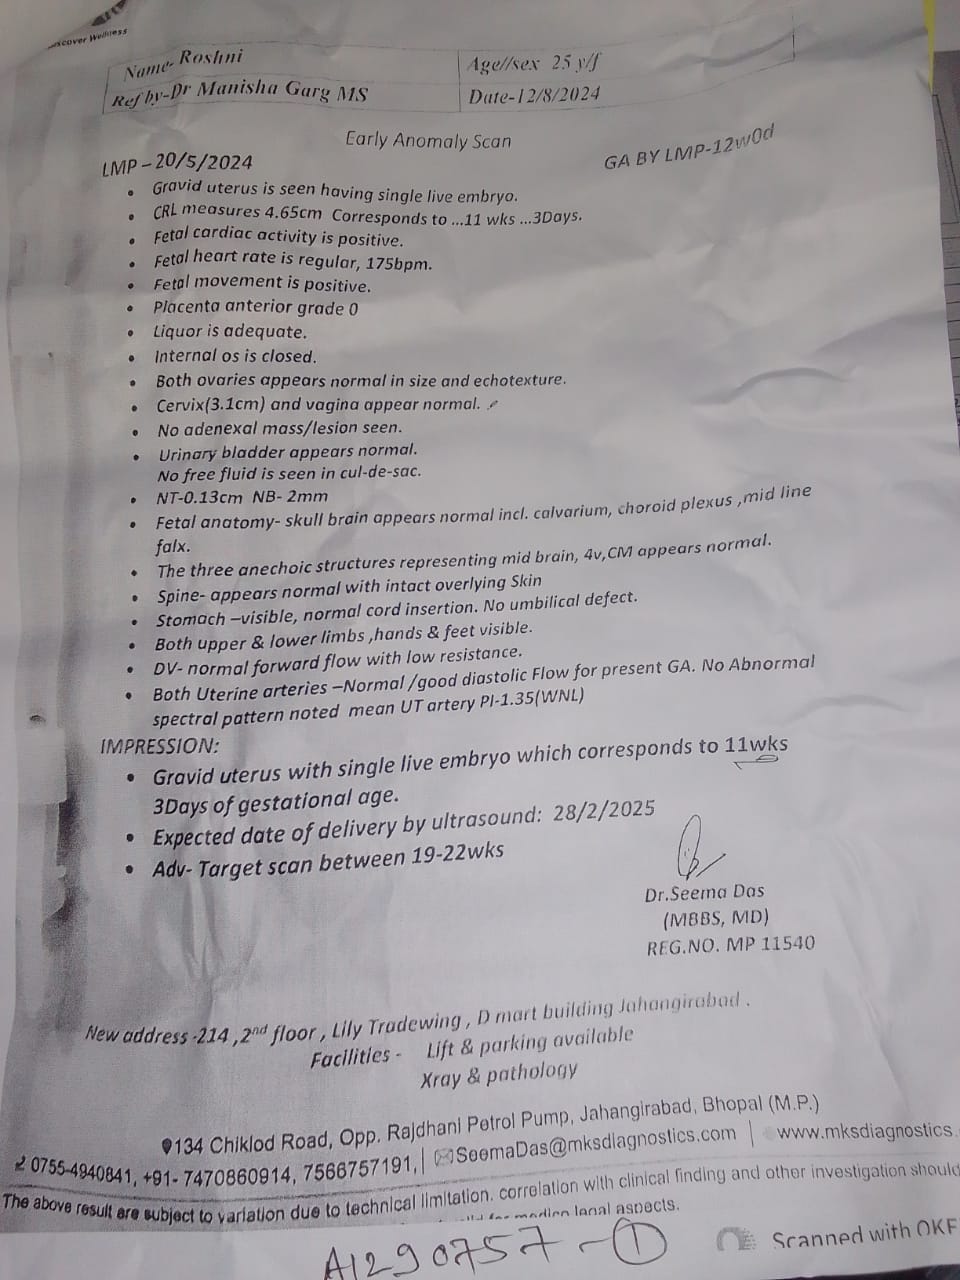 Discover Wellness
Name- Roshni Age//sex 25 y/f
Ref by-Dr Manisha Garg MS Date-12/8/2024
Early Anomaly Scan
LMP – 20/5/2024 GA BY LMP-12w0d
• Gravid uterus is seen having single live embryo.
• CRL measures 4.65cm Corresponds to ...11 wks ...3Days.
• Fetal cardiac activity is positive.
• Fetal heart rate is regular, 175bpm.
• Fetal movement is positive.
• Placenta anterior grade 0
• Liquor is adequate.
• Internal os is closed.
• Both ovaries appears normal in size and echotexture.
• Cervix(3.1cm) and vagina appear normal.
• No adenexal mass/lesion seen.
• Urinary bladder appears normal.
No free fluid is seen in cul-de-sac.
• NT-0.13cm NB- 2mm
• Fetal anatomy- skull brain appears normal incl. calvarium, choroid plexus ,mid line
falx.
• The three anechoic structures representing mid brain, 4v,CM appears normal.
• Spine- appears normal with intact overlying Skin
• Stomach –visible, normal cord insertion. No umbilical defect.
• Both upper & lower limbs ,hands & feet visible.
• DV- normal forward flow with low resistance.
• Both Uterine arteries –Normal /good diastolic Flow for present GA. No Abnormal
spectral pattern noted mean UT artery PI-1.35(WNL)
IMPRESSION:
• Gravid uterus with single live embryo which corresponds to 11wks
3Days of gestational age.
• Expected date of delivery by ultrasound: 28/2/2025
• Adv- Target scan between 19-22wks
Dr.Seema Das
(MBBS, MD)
REG.NO. MP 11540
New address -214 ,2nd floor , Lily Tradewing , D mart building Jahangirabad .
Facilities - Lift & parking available
Xray & pathology
134 Chiklod Road, Opp. Rajdhani Petrol Pump, Jahangirabad, Bhopal (M.P.)
0755-4940841, +91- 7470860914, 7566757191, | SeemaDas@mksdiagnostics.com | www.mksdiagnostics.
The above result are subject to variation due to technical limitation. correlation with clinical finding and other investigation should
medico legal aspects.
A1290757-①
Scanned with OKE